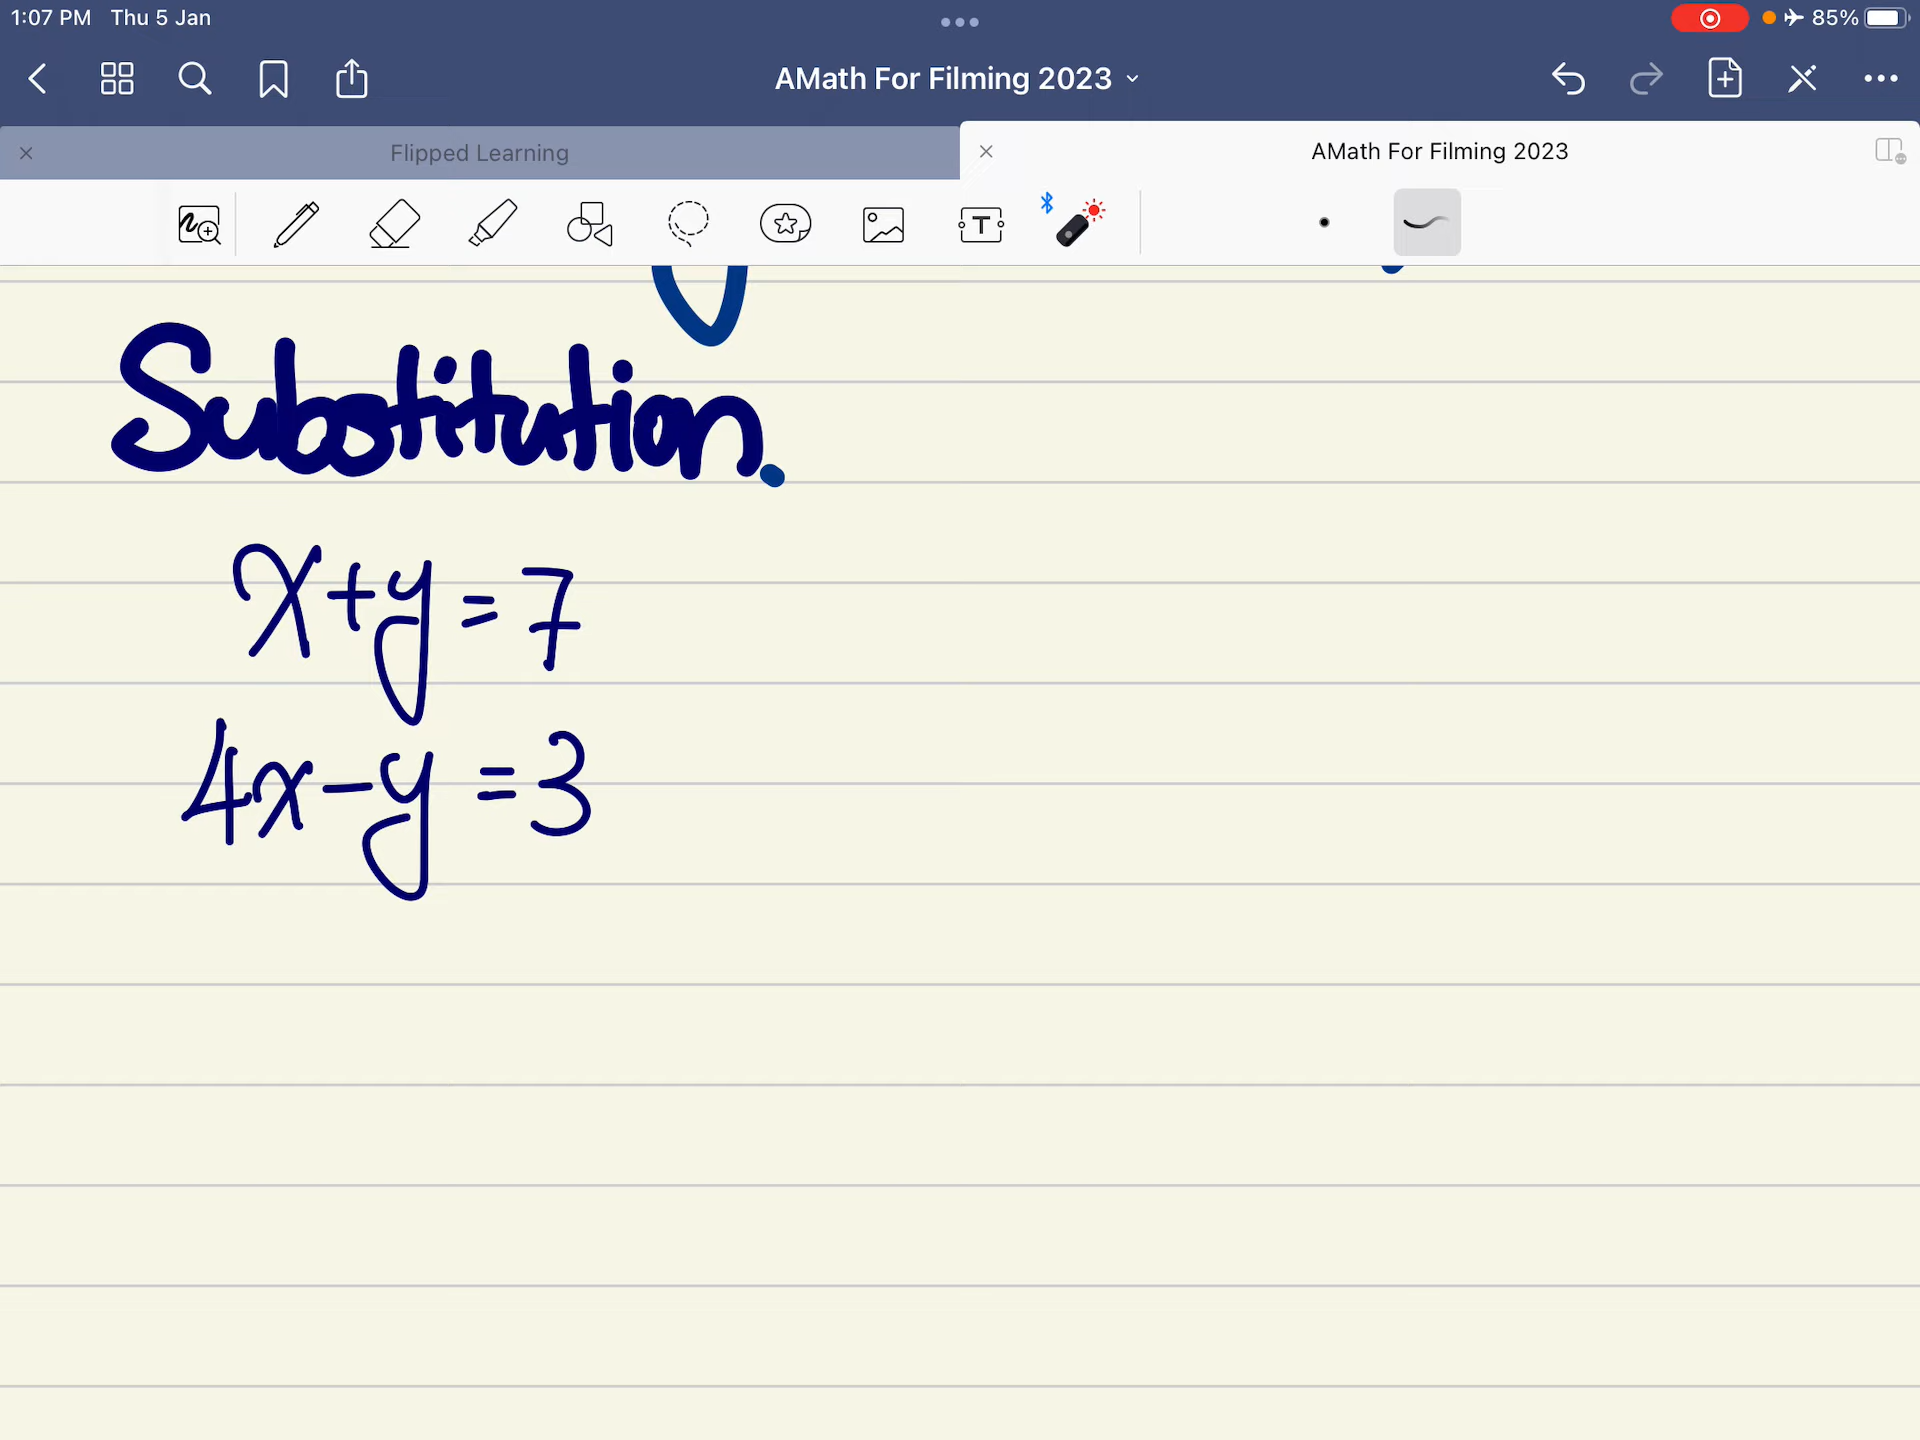 1:07 PM Thu 5 Jan 85%
AMath For Filming 2023
Flipped Learning AMath For Filming 2023
T
Substitution.
x+y=7
4x-y=3